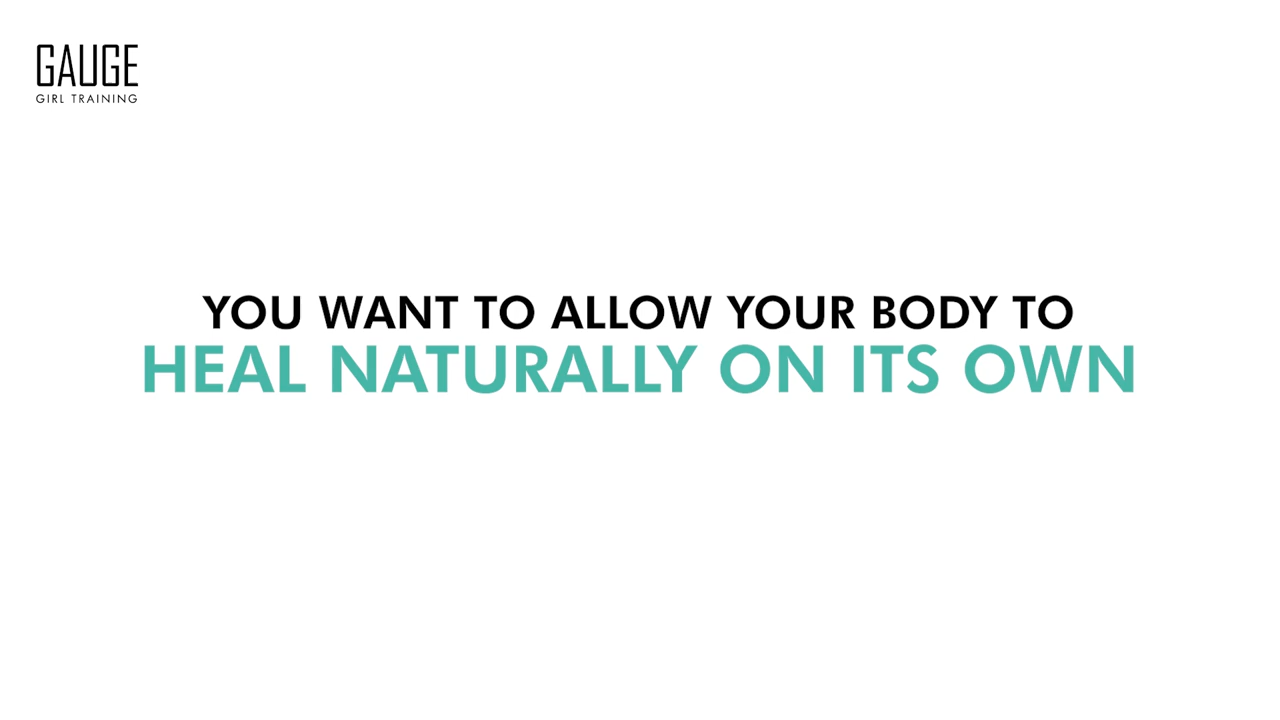 GAUGE
GIRL TRAINING
YOU WANT TO ALLOW YOUR BODY TO
HEAL NATURALLY ON ITS OWN